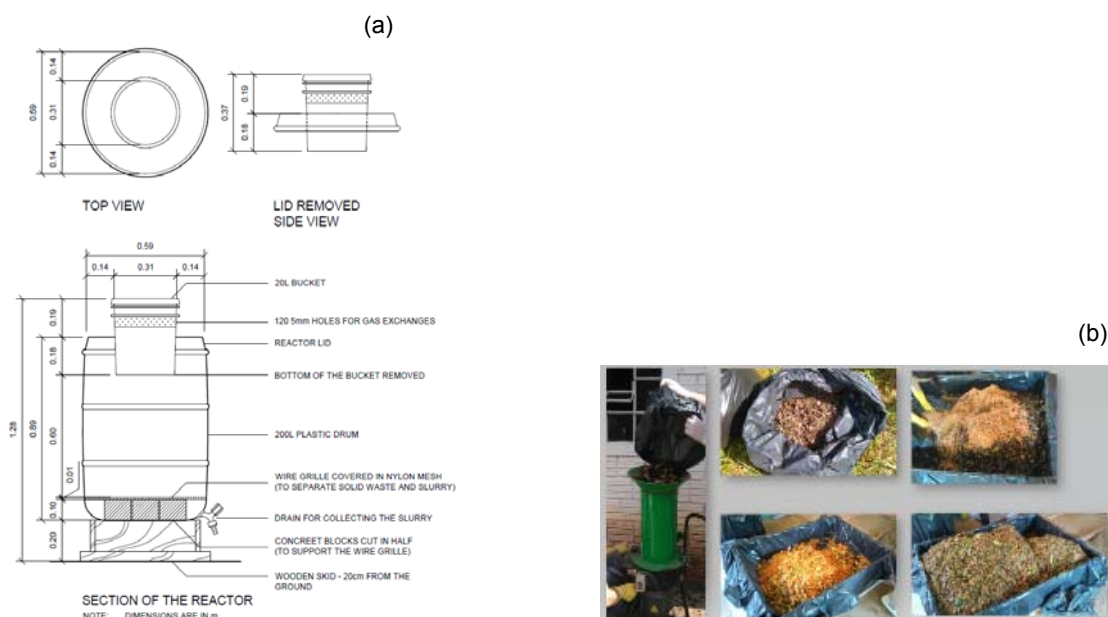 (a)
0.14
0.59
0.31
0.14
0.19
0.37
0.18
TOP VIEW
LID REMOVED
SIDE VIEW
0.59
0.14
0.31
0.14
20L BUCKET
0.19
120 5mm HOLES FOR GAS EXCHANGES
REACTOR LID
0.18
BOTTOM OF THE BUCKET REMOVED
1.28
0.89
0.60
200L PLASTIC DRUM
0.01
WIRE GRILLE COVERED IN NYLON MESH
(TO SEPARATE SOLID WASTE AND SLURRY)
0.10
DRAIN FOR COLLECTING THE SLURRY
CONCREET BLOCKS CUT IN HALF
(TO SUPPORT THE WIRE GRILLE)
0.20
WOODEN SKID - 20cm FROM THE
GROUND
SECTION OF THE REACTOR
NOTE: DIMENSIONS ARE IN m
(b)